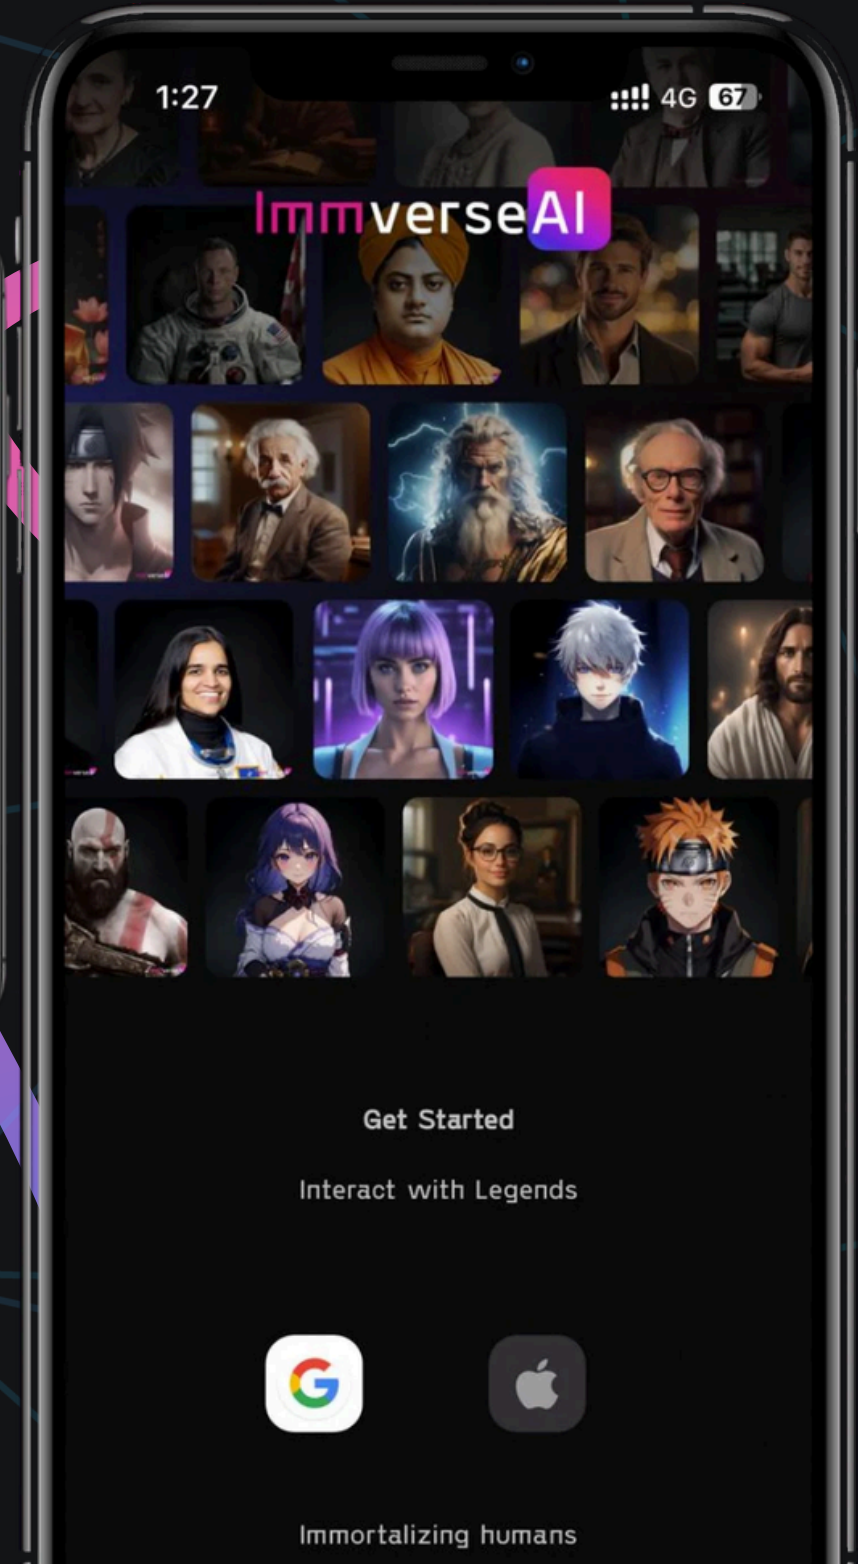 1:27
4G 67
ImmverseAI
Get Started
Interact with Legends
Immortalizing humans